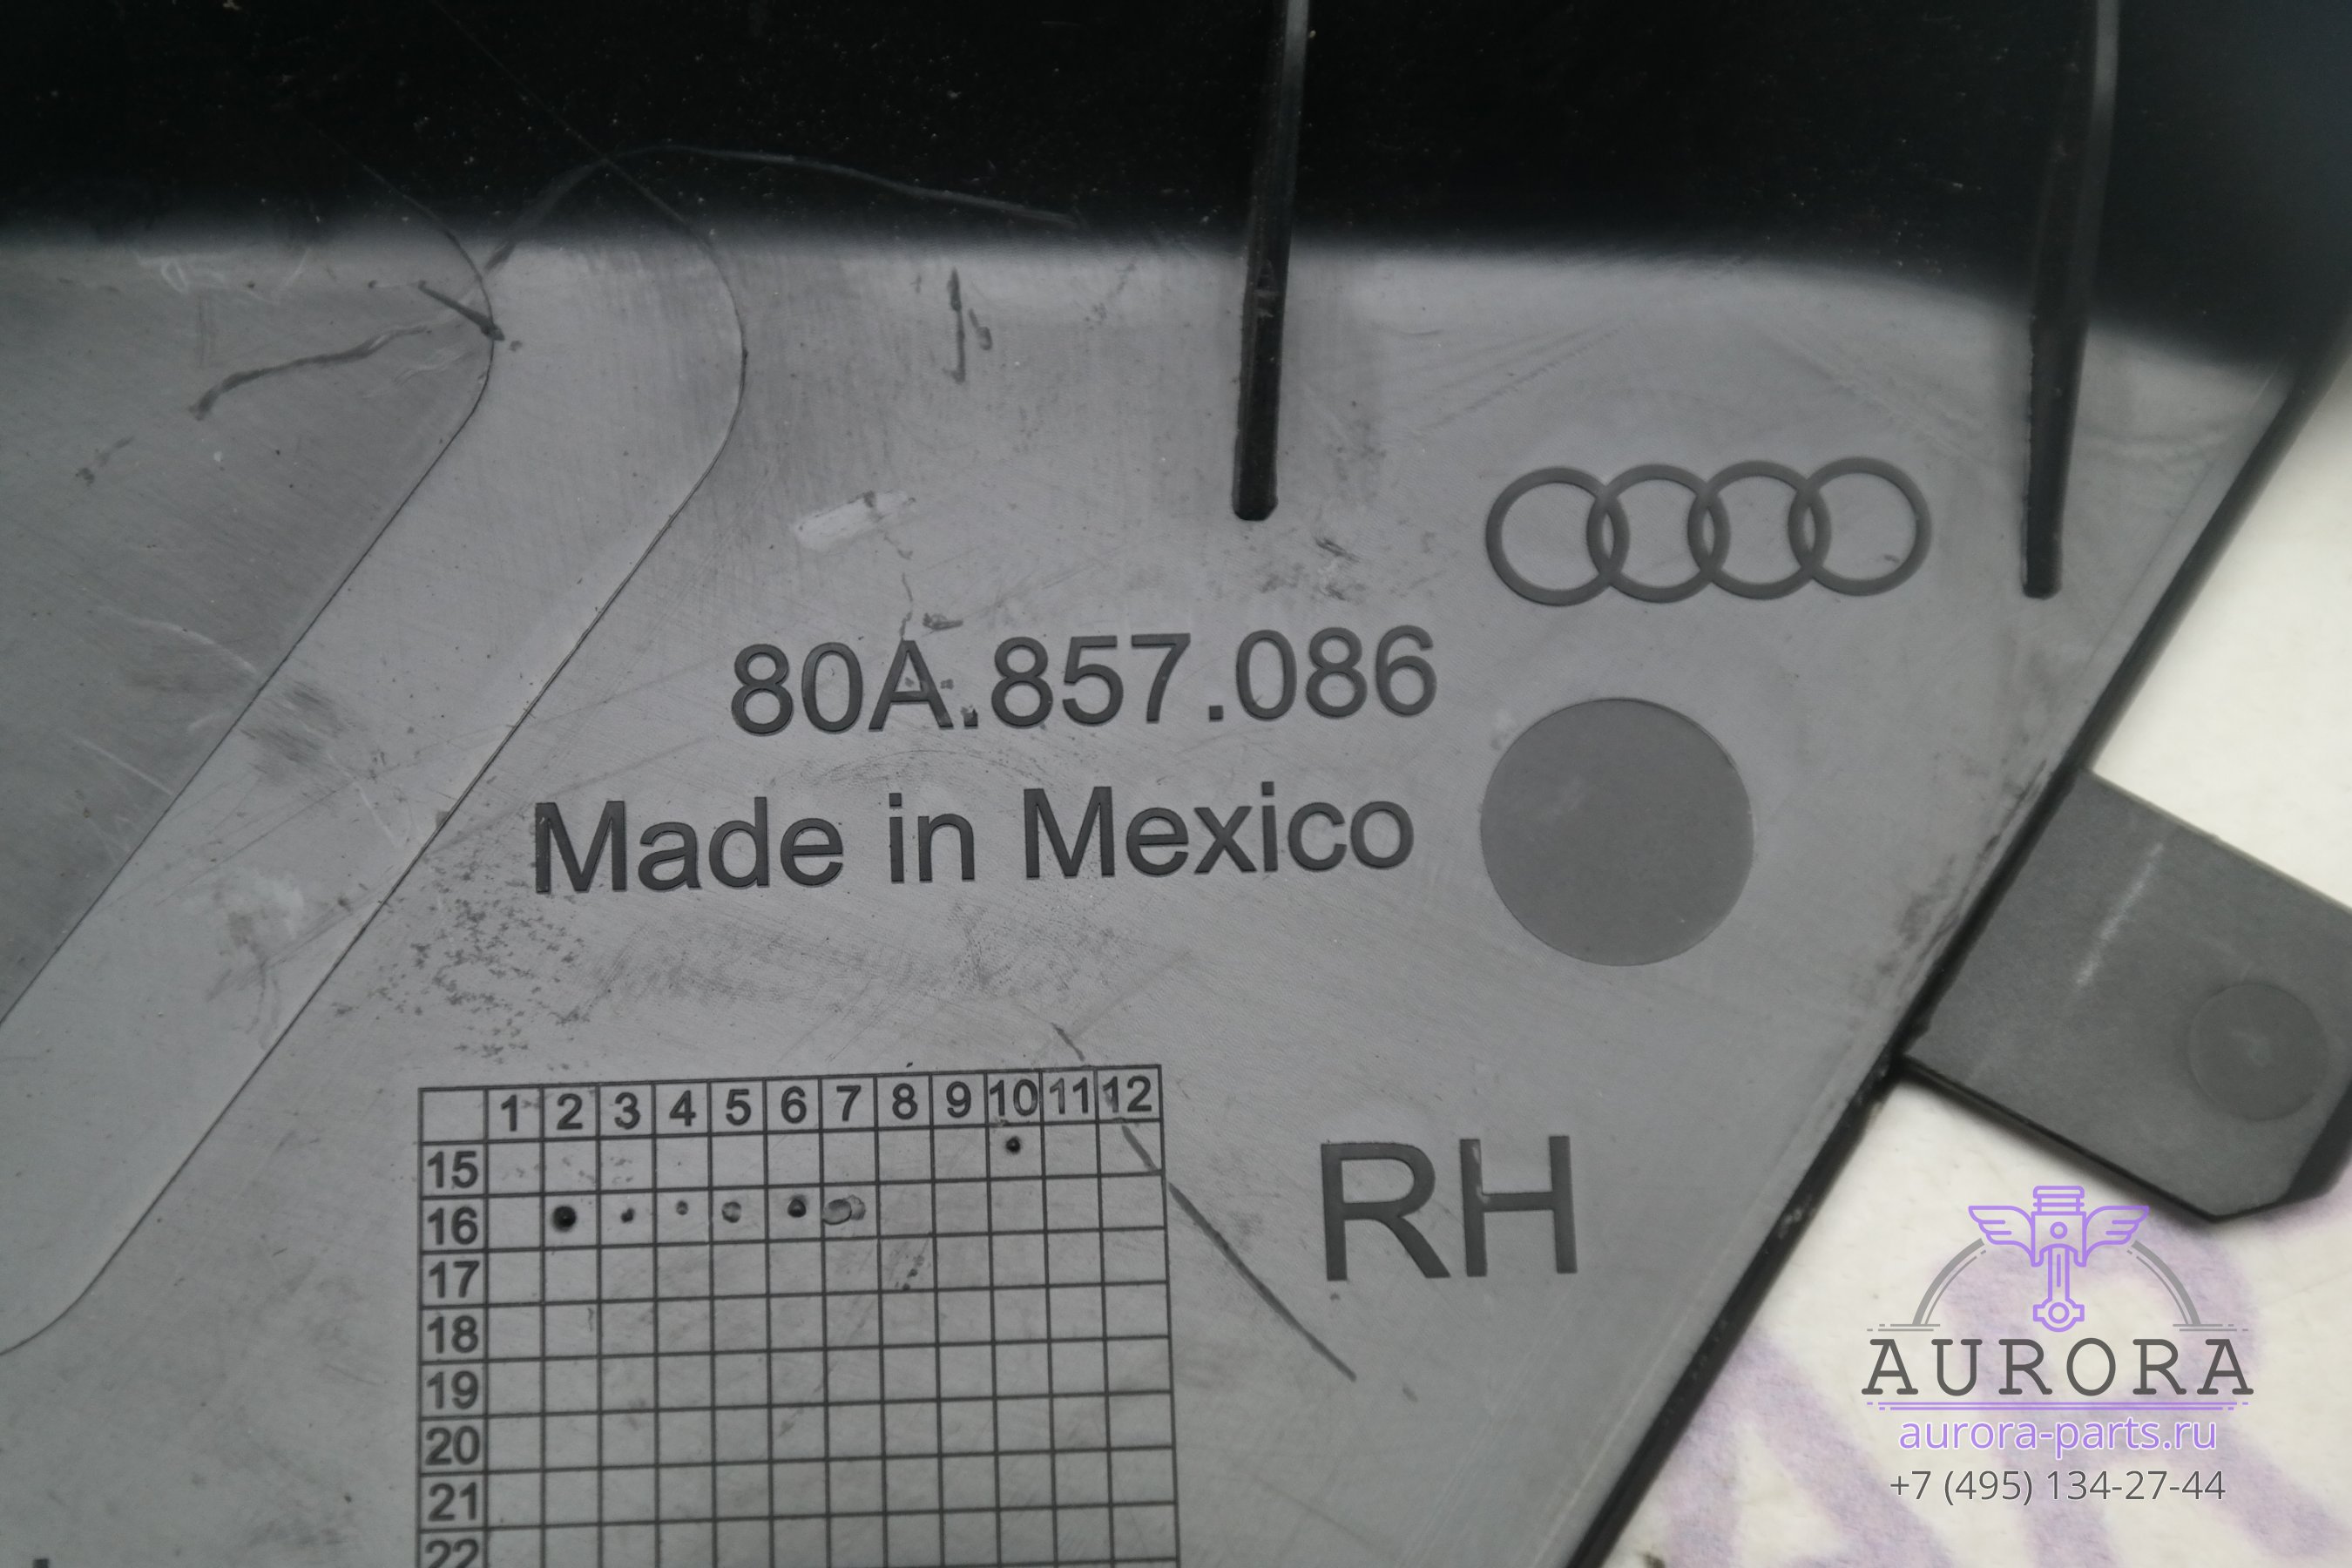 80A.857.086
Made in Mexico
1 2 3 4 5 6 7 8 9 10 11 12
15
16
17
18
19
20
21
22
RH
AURORA
aurora-parts.ru
+7 (495) 134-27-44